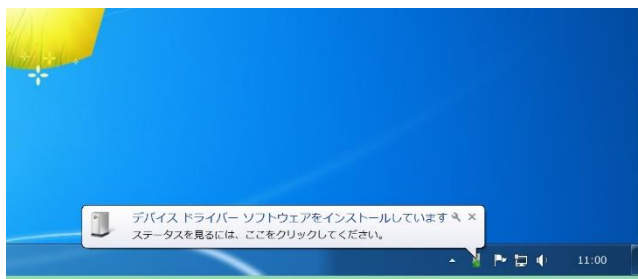 デバイス ドライバー ソフトウェアをインストールしています
ステータスを見るには、ここをクリックしてください。
11:00